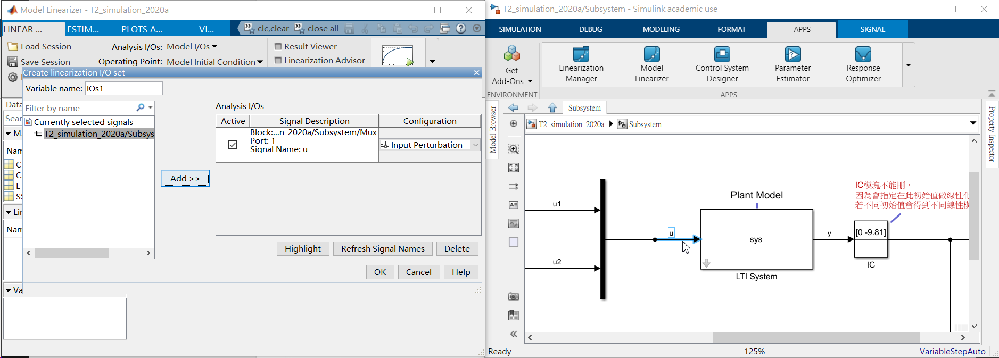 Model Linearizer - T2_simulation_2020a
LINEAR ...
ESTIM...
PLOTS A...
VI...
clc,clear
close all
Load Session
Save Session
Analysis I/Os: Model I/Os
Operating Point: Model Initial Condition
Result Viewer
Linearization Advisor
Create linearization I/O set
Variable name: IOs1
Filter by name
Currently selected signals
T2_simulation_2020a/Subsys
Add >>
Analysis I/Os
Active
Signal Description
Configuration
Block:...n_2020a/Subsystem/Mux
Port: 1
Signal Name: u
Input Perturbation
Highlight
Refresh Signal Names
Delete
OK
Cancel
Help
Data
Sear
Nam
L
Lin
Nam
Va
T2_simulation_2020a/Subsystem - Simulink academic use
SIMULATION
DEBUG
MODELING
FORMAT
APPS
SIGNAL
Get
Add-Ons
ENVIRONMENT
Linearization
Manager
Model
Linearizer
Control System
Designer
Parameter
Estimator
Response
Optimizer
APPS
Model Browser
Subsystem
T2_simulation_2020a
Subsystem
Property Inspector
u1
u2
u
Plant Model
sys
LTI System
y
[0 -9.81]
IC
IC模塊不能刪，
因為會指定在此初始值做線性化
若不同初始值會得到不同線性模
Ready
125%
VariableStepAuto